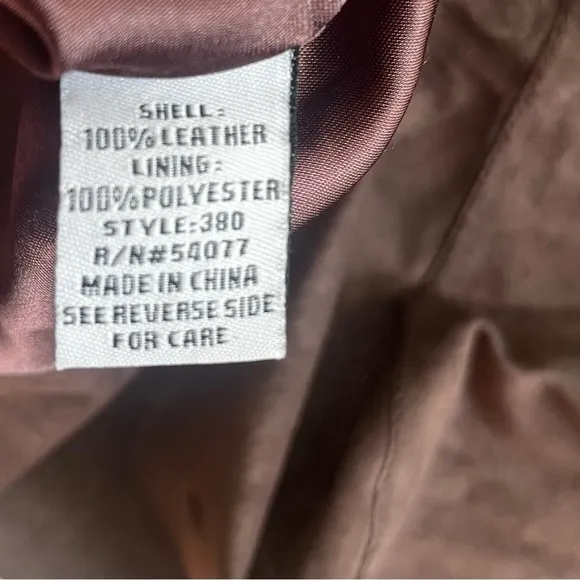 SHELL:
100% LEATHER
LINING:
100% POLYESTER
STYLE:380
R/N#54077
MADE IN CHINA
SEE REVERSE SIDE
FOR CARE